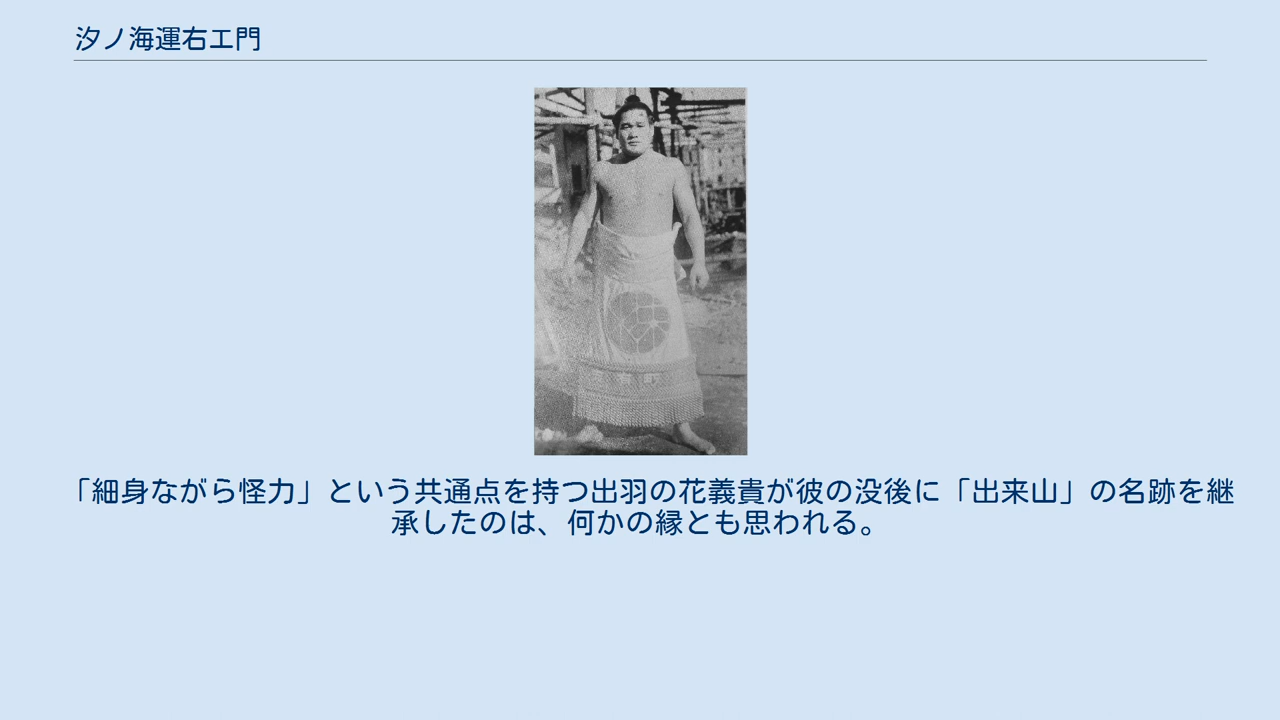 汐ノ海運右エ門
「細身ながら怪力」という共通点を持つ出羽の花義貴が彼の没後に「出来山」の名跡を継
承したのは、何かの縁とも思われる。